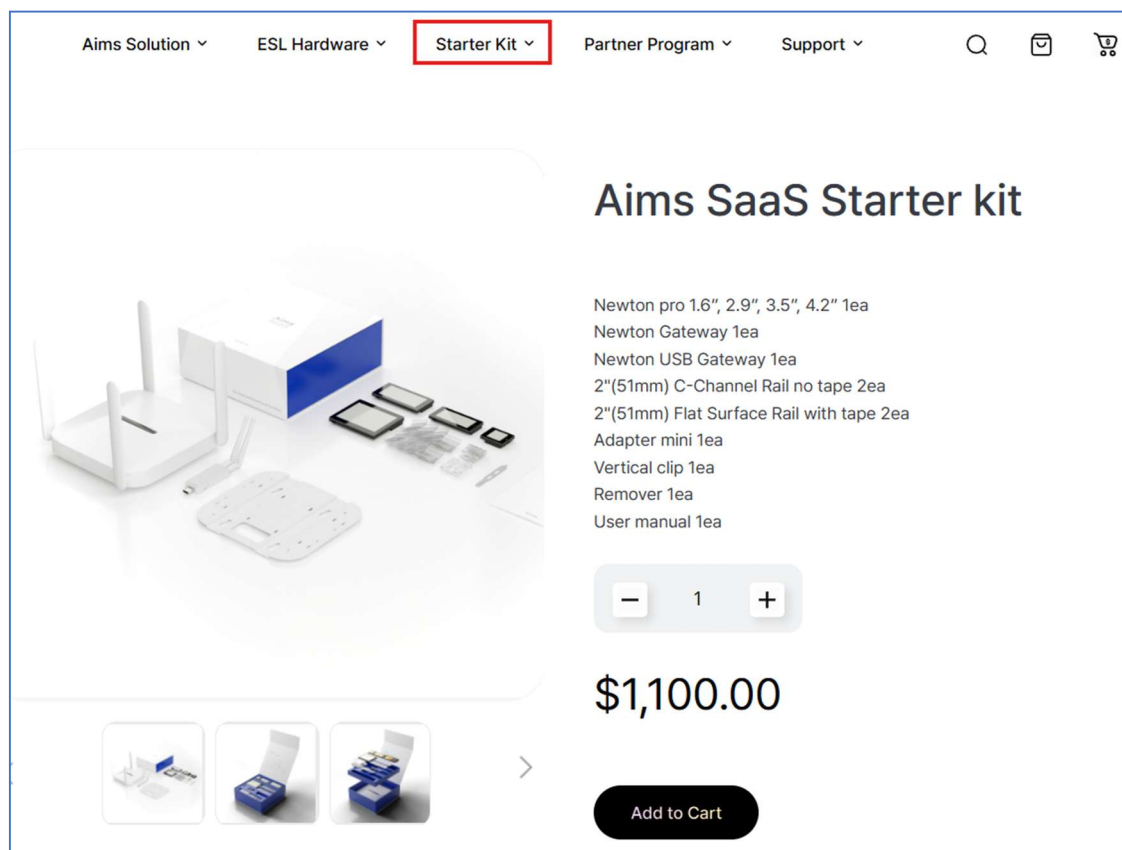 Aims Solution ESL Hardware Starter Kit Partner Program Support
0
Aims SaaS Starter kit
Newton pro 1.6”, 2.9”, 3.5”, 4.2” 1ea
Newton Gateway 1ea
Newton USB Gateway 1ea
2"(51mm) C-Channel Rail no tape 2ea
2"(51mm) Flat Surface Rail with tape 2ea
Adapter mini 1ea
Vertical clip 1ea
Remover 1ea
User manual 1ea
1
$1,100.00
Add to Cart